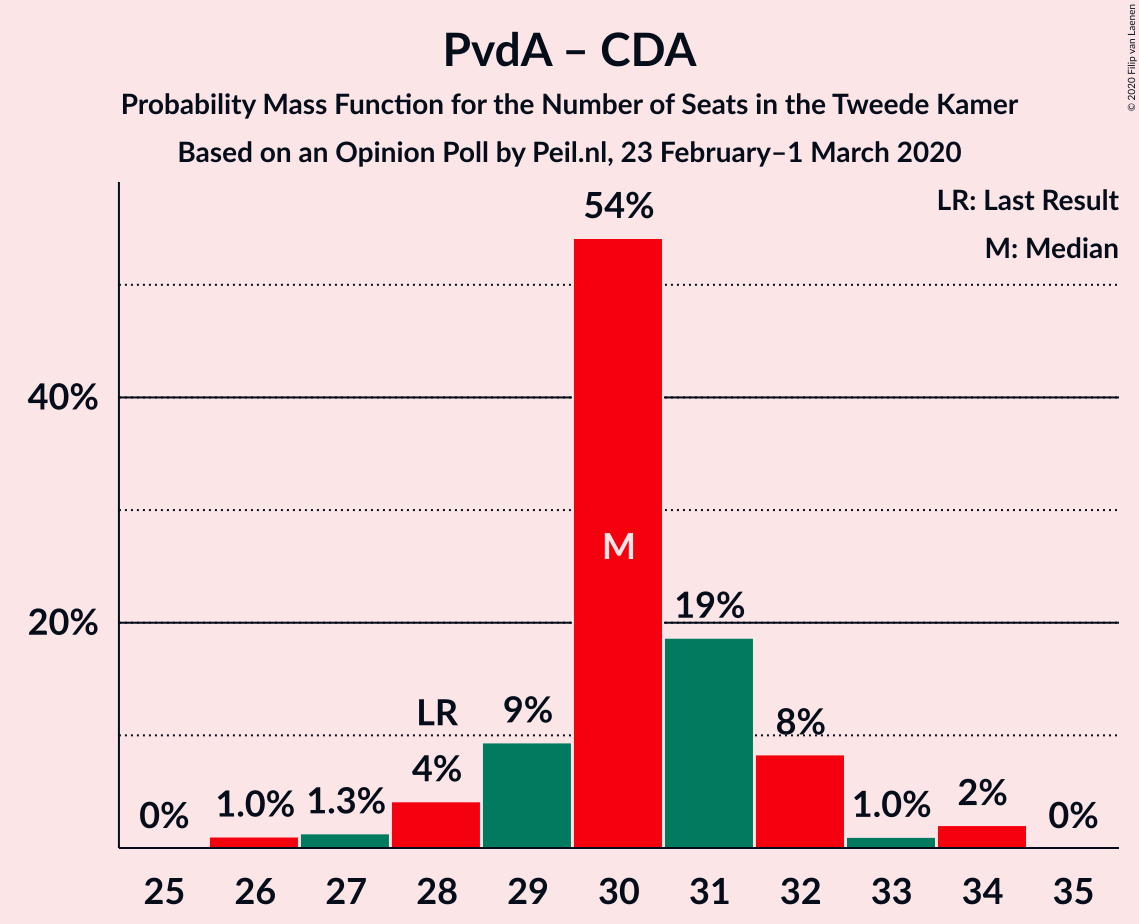 PvdA – CDA
Probability Mass Function for the Number of Seats in the Tweede Kamer
Based on an Opinion Poll by Peil.nl, 23 February–1 March 2020
© 2020 Filip van Laenen
LR: Last Result
M: Median
54%
40%
M
19%
20%
LR
9%
8%
4%
0%
1.0%
1.3%
1.0%
2%
0%
25 26 27 28 29 30 31 32 33 34 35